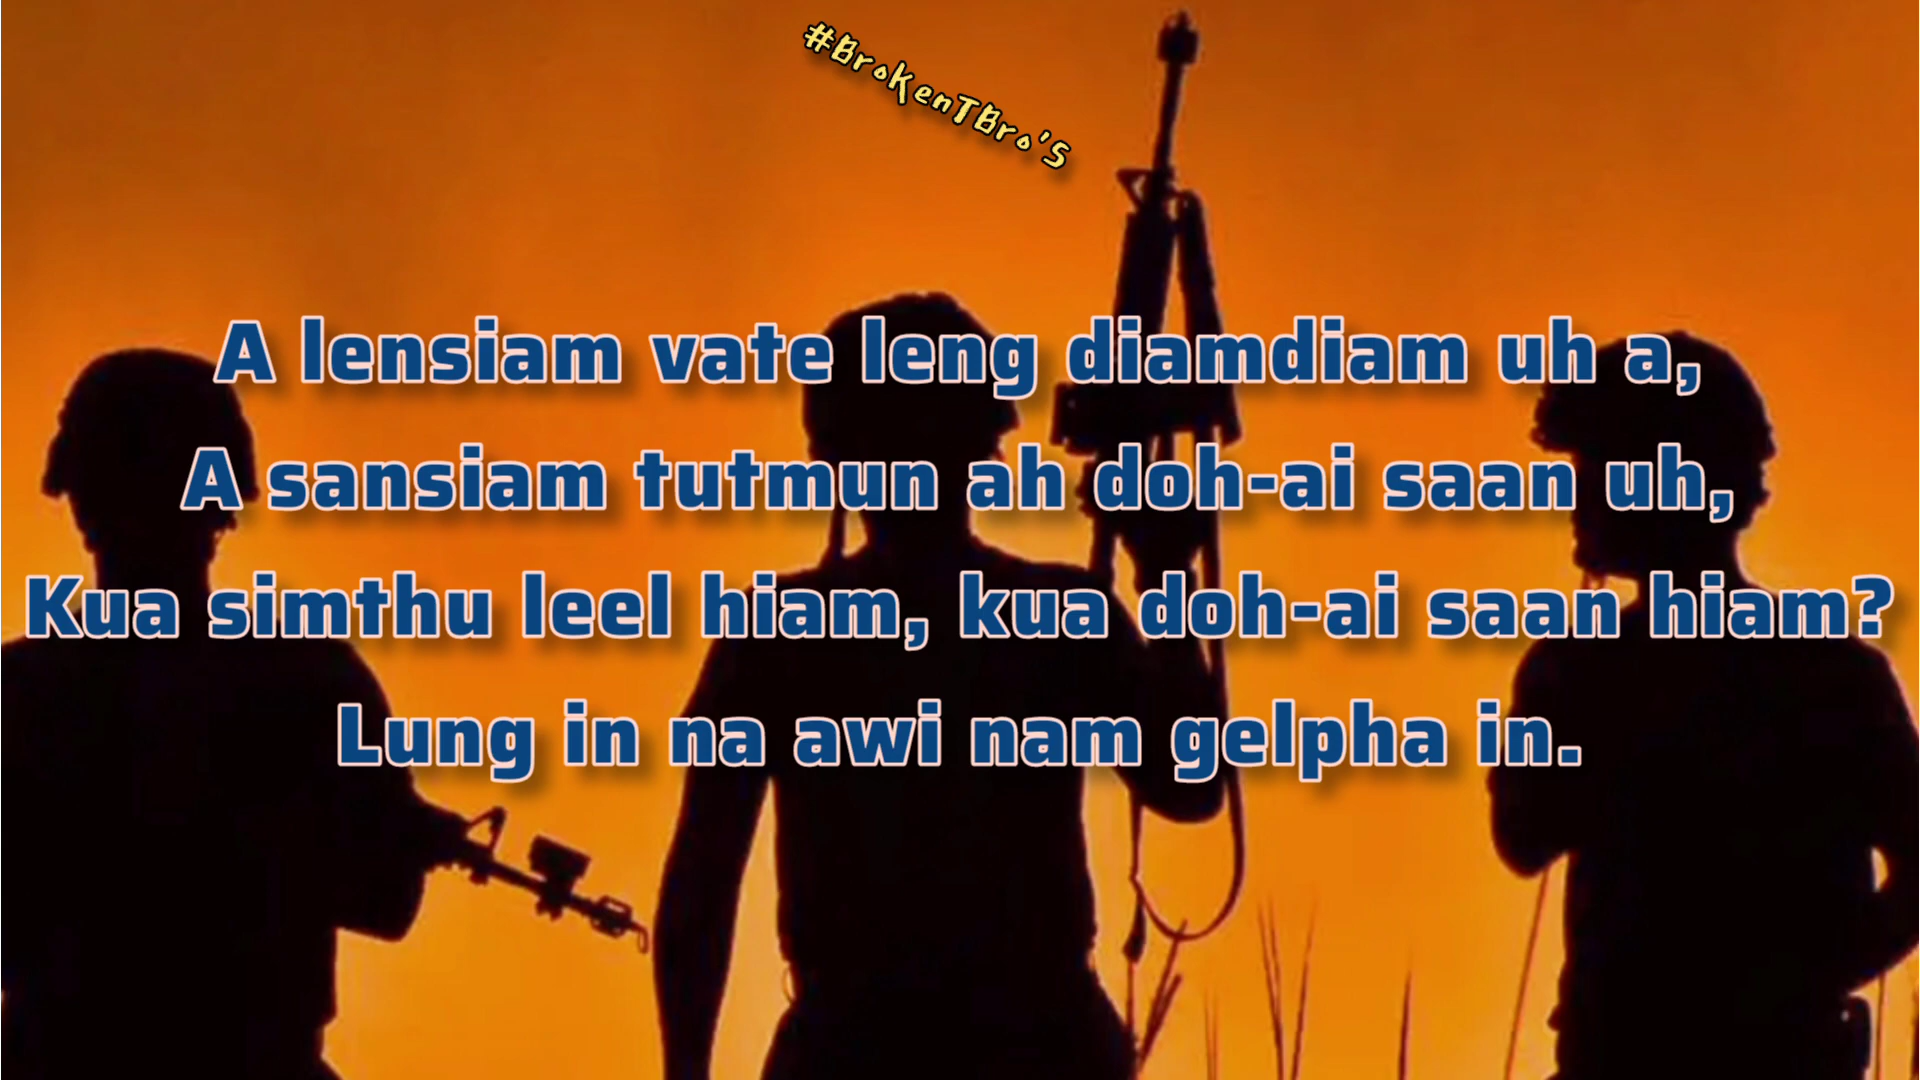 #BroKenTBro'S
A lensiam vate leng diamdiam uh a,
A sansiam tutmun ah doh-ai saan uh,
Kua simthu leel hiam, kua doh-ai saan hiam?
Lung in na awi nam gelpha in.